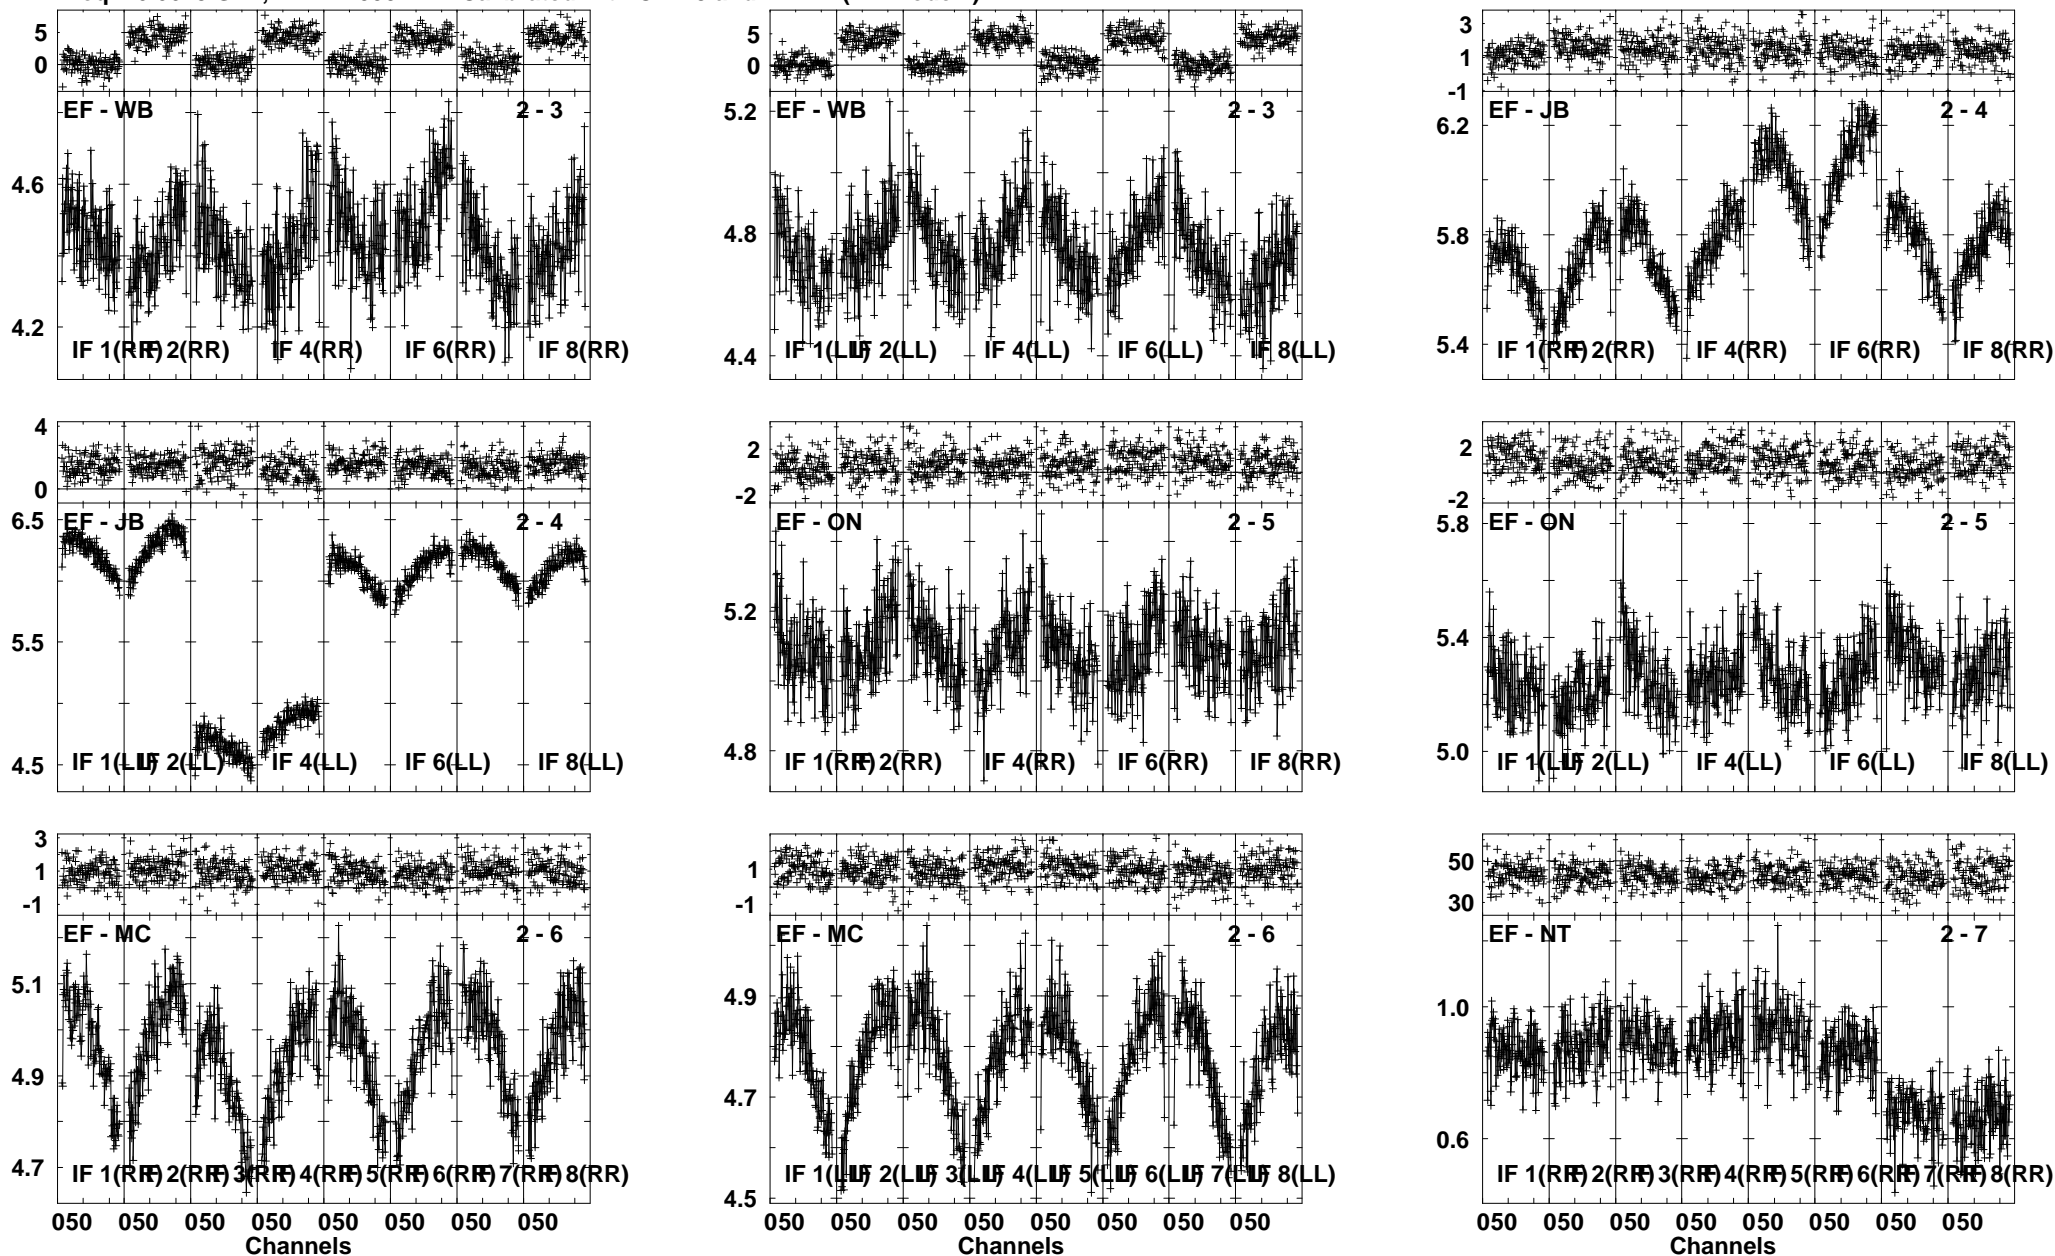 5
0
EF - WB 2 - 3
4.6
4.2
IF 1(RR) IF 2(RR) IF 4(RR) IF 6(RR) IF 8(RR)
5
0
5.2
EF - WB 2 - 3
4.8
4.4
IF 1(LL) IF 2(LL) IF 4(LL) IF 6(LL) IF 8(LL)
3
1
-1
EF - JB 2 - 4
6.2
5.8
5.4
IF 1(RR) IF 2(RR) IF 4(RR) IF 6(RR) IF 8(RR)
4
0
6.5
EF - JB 2 - 4
5.5
4.5
IF 1(LL) IF 2(LL) IF 4(LL) IF 6(LL) IF 8(LL)
2
-2
EF - ON 2 - 5
5.2
4.8
IF 1(RR) IF 2(RR) IF 4(RR) IF 6(RR) IF 8(RR)
2
-2
5.8
EF - ON 2 - 5
5.4
5.0
IF 1(LL) IF 2(LL) IF 4(LL) IF 6(LL) IF 8(LL)
3
1
-1
EF - MC 2 - 6
5.1
4.9
4.7
IF 1(RR) IF 2(RR) IF 3(RR) IF 4(RR) IF 5(RR) IF 6(RR) IF 7(RR) IF 8(RR)
050 050 050 050 050 050 050 050
Channels
1
-1
EF - MC 2 - 6
4.9
4.7
4.5
IF 1(LL) IF 2(LL) IF 3(LL) IF 4(LL) IF 5(LL) IF 6(LL) IF 7(LL) IF 8(LL)
050 050 050 050 050 050 050 050
Channels
50
30
EF - NT 2 - 7
1.0
0.6
IF 1(RR) IF 2(RR) IF 3(RR) IF 4(RR) IF 5(RR) IF 6(RR) IF 7(RR) IF 8(RR)
050 050 050 050 050 050 050 050
Channels